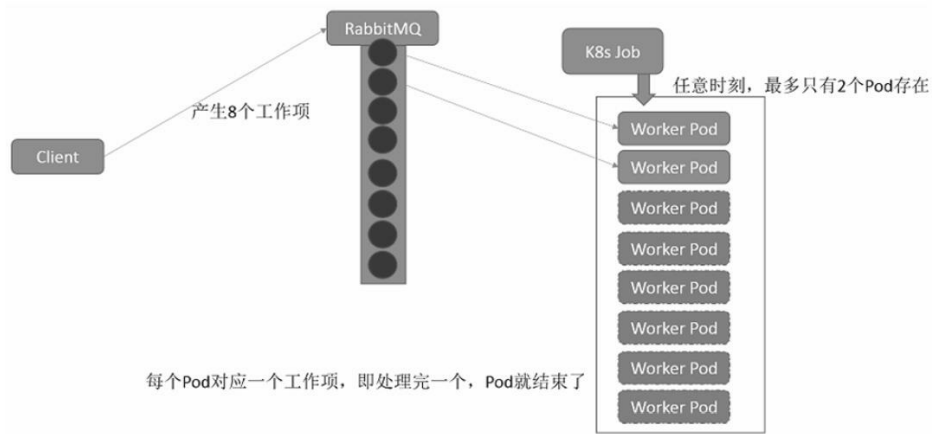 RabbitMQ
K8s Job
任意时刻，最多只有2个Pod存在
产生8个工作项
Client
Worker Pod
Worker Pod
Worker Pod
Worker Pod
Worker Pod
Worker Pod
Worker Pod
Worker Pod
每个Pod对应一个工作项，即处理完一个，Pod就结束了